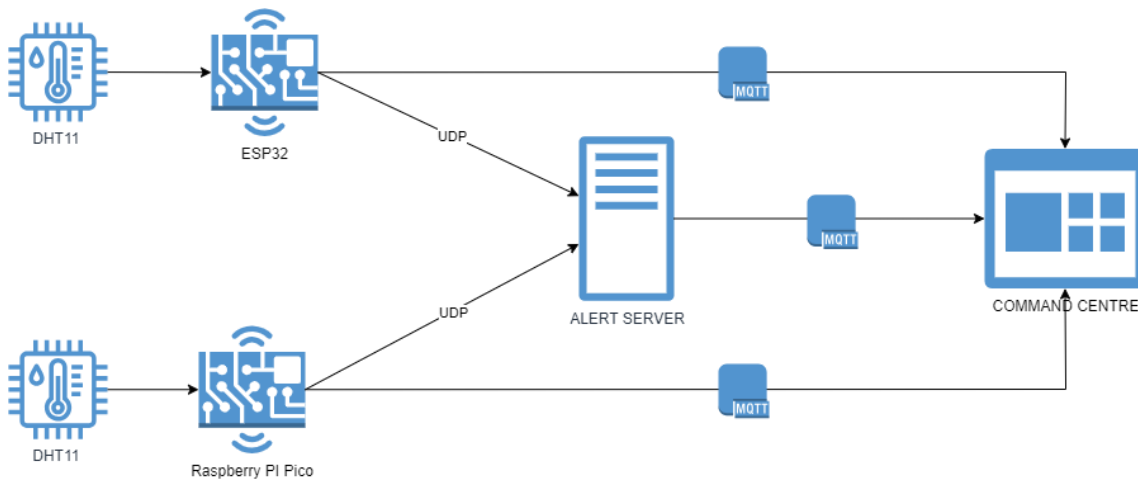 DHT11
ESP32
MQTT
UDP
MQTT
ALERT SERVER
COMMAND CENTRE
UDP
MQTT
DHT11
Raspberry PI Pico